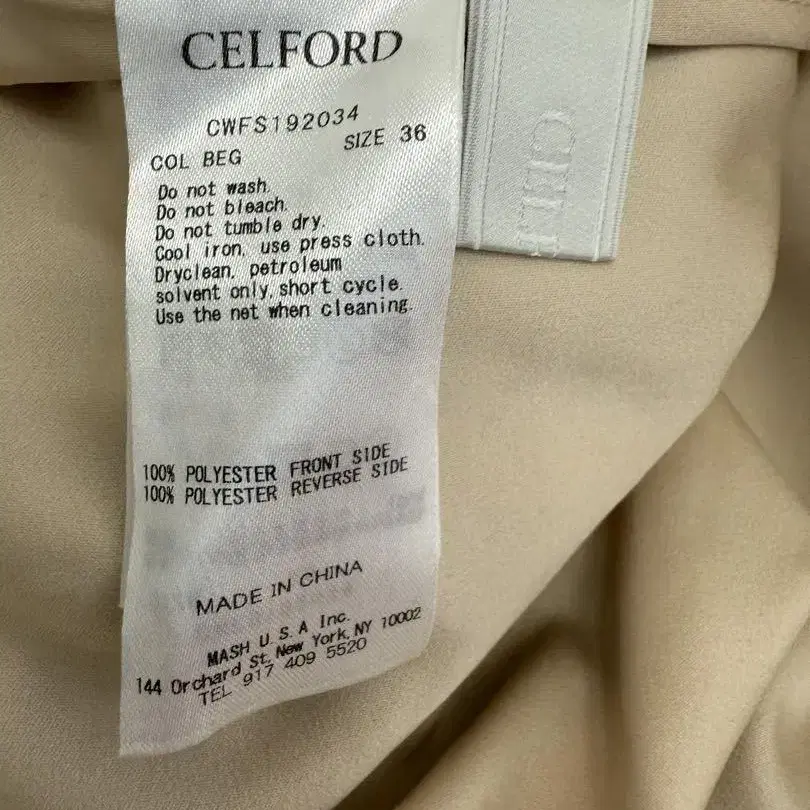 CELFORD
CWFS192034
COL BEG SIZE 36
Do not wash.
Do not bleach.
Do not tumble dry.
Cool iron, use press cloth.
Dryclean, petroleum
solvent only, short cycle.
Use the net when cleaning.
100% POLYESTER FRONT SIDE
100% POLYESTER REVERSE SIDE
MADE IN CHINA
MASH U.S.A Inc.
144 Orchard St, New York, NY 10002
TEL 917 409 5520